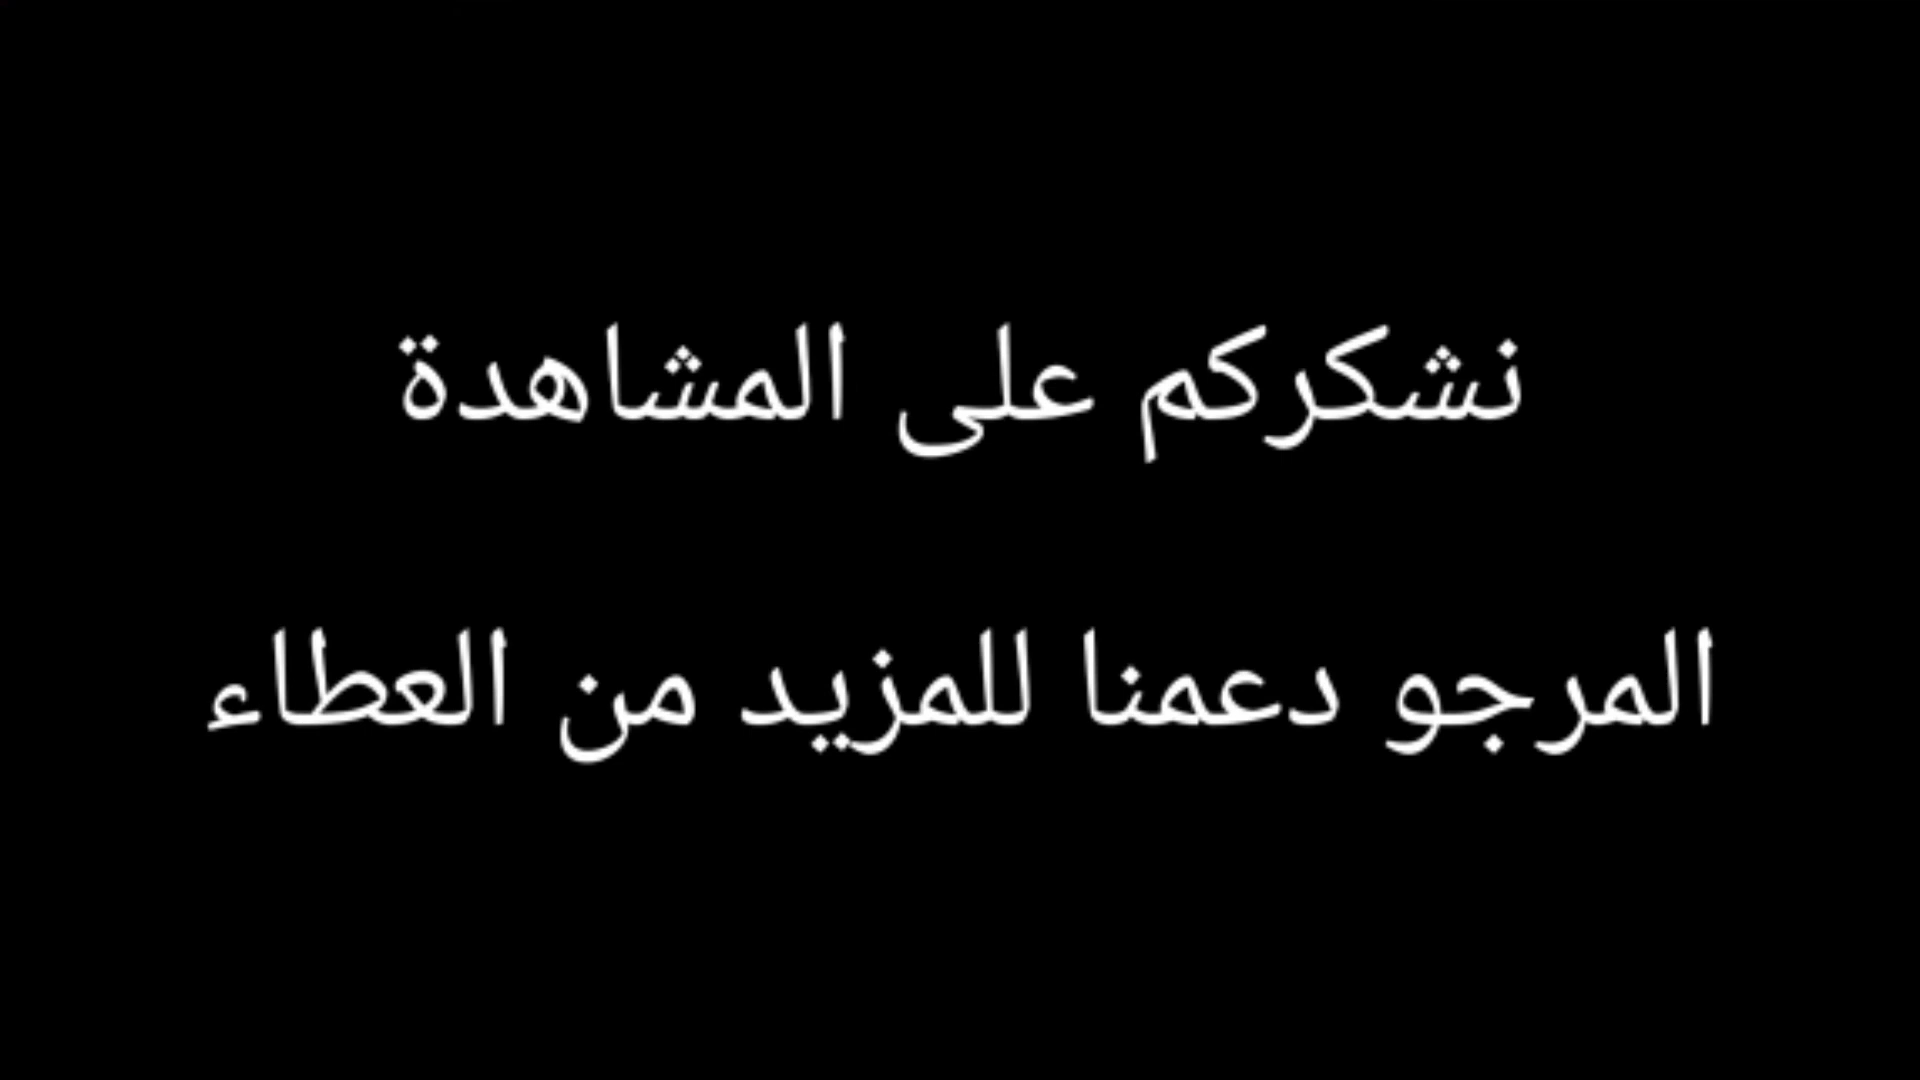 نشكركم على المشاهدة
المرجو دعمنا للمزيد من العطاء